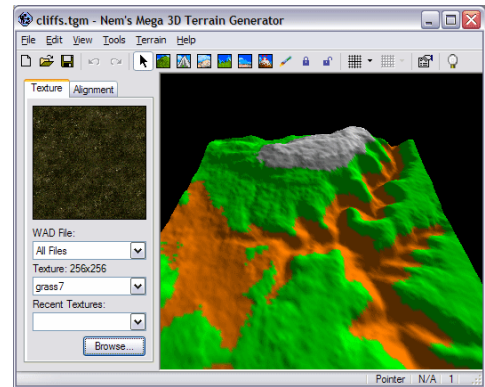 cliffs.tgm - Nem's Mega 3D Terrain Generator
File Edit View Tools Terrain Help
Texture Alignment
WAD File:
All Files
Texture: 256x256
grass7
Recent Textures:
Browse...
Pointer N/A 1